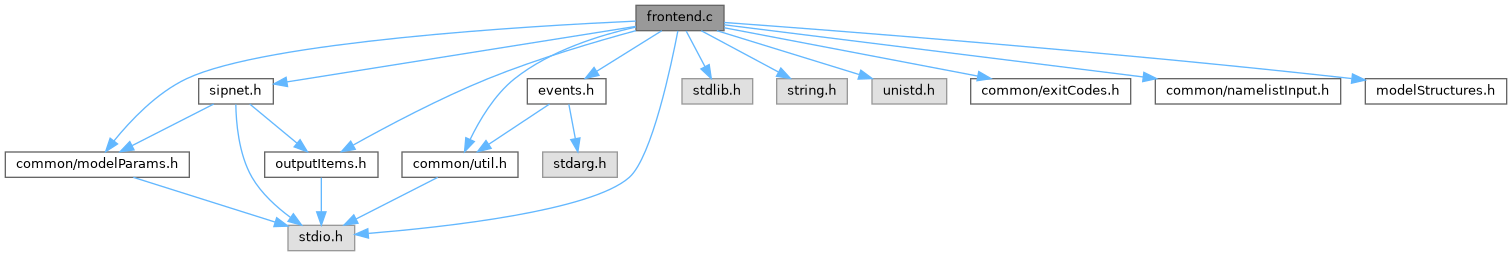 frontend.c
sipnet.h
events.h
stdlib.h
string.h
unistd.h
common/exitCodes.h
common/namelistInput.h
modelStructures.h
common/modelParams.h
outputItems.h
common/util.h
stdarg.h
stdio.h